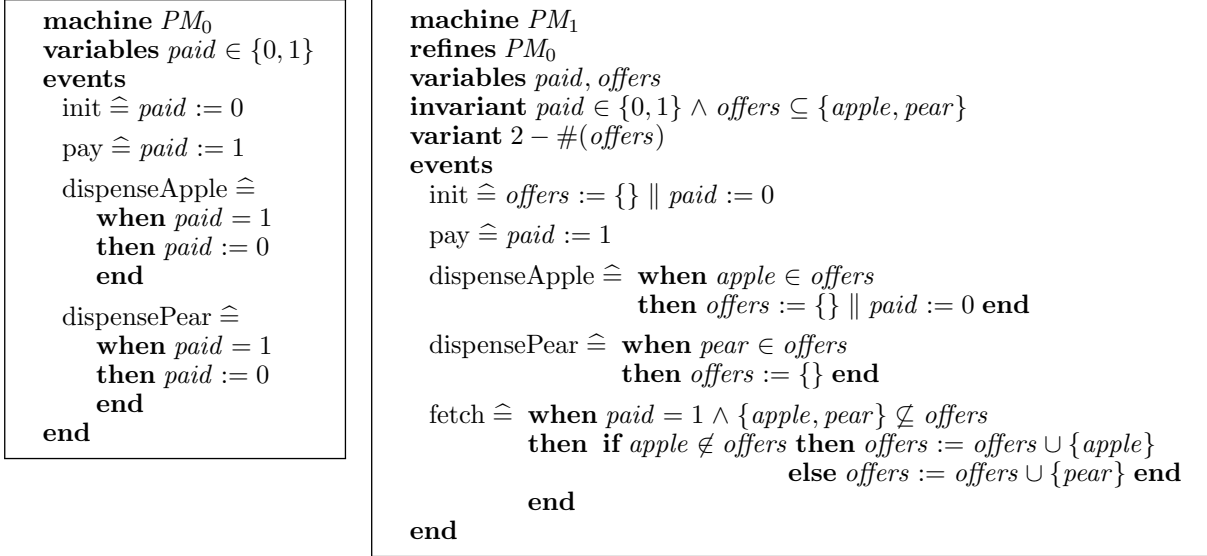 machine PM₀
variables paid ∈ {0, 1}
events
init ≙ paid := 0
pay ≙ paid := 1
dispenseApple ≙
when paid = 1
then paid := 0
end
dispensePear ≙
when paid = 1
then paid := 0
end
end
machine PM₁
refines PM₀
variables paid, offers
invariant paid ∈ {0, 1} ∧ offers ⊆ {apple, pear}
variant 2 − #(offers)
events
init ≙ offers := {} ∥ paid := 0
pay ≙ paid := 1
dispenseApple ≙ when apple ∈ offers
then offers := {} ∥ paid := 0 end
dispensePear ≙ when pear ∈ offers
then offers := {} end
fetch ≙ when paid = 1 ∧ {apple, pear} ⊈ offers
then if apple ∉ offers then offers := offers ∪ {apple}
else offers := offers ∪ {pear} end
end
end